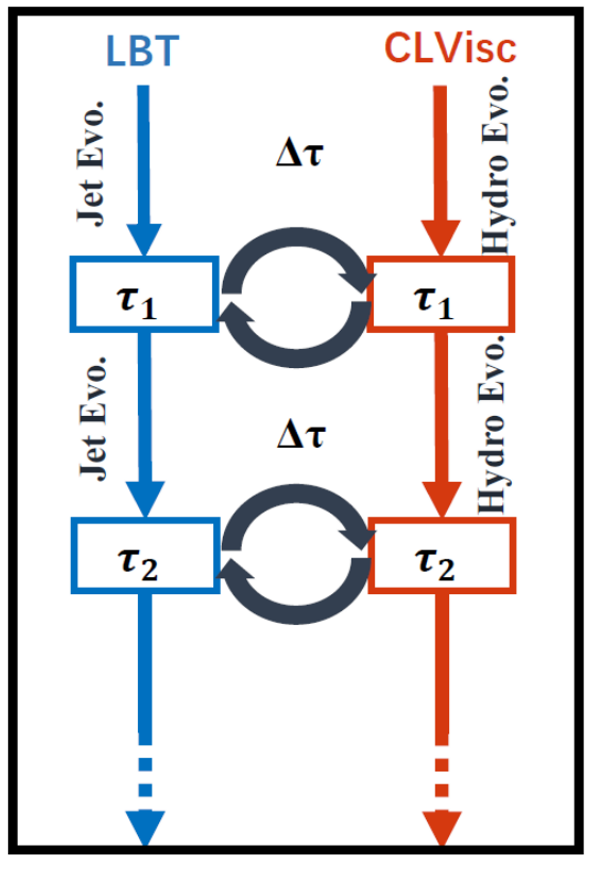 LBT
CLVisc
Jet Evo.
Δτ
Hydro Evo.
τ₁
τ₁
Jet Evo.
Δτ
Hydro Evo.
τ₂
τ₂